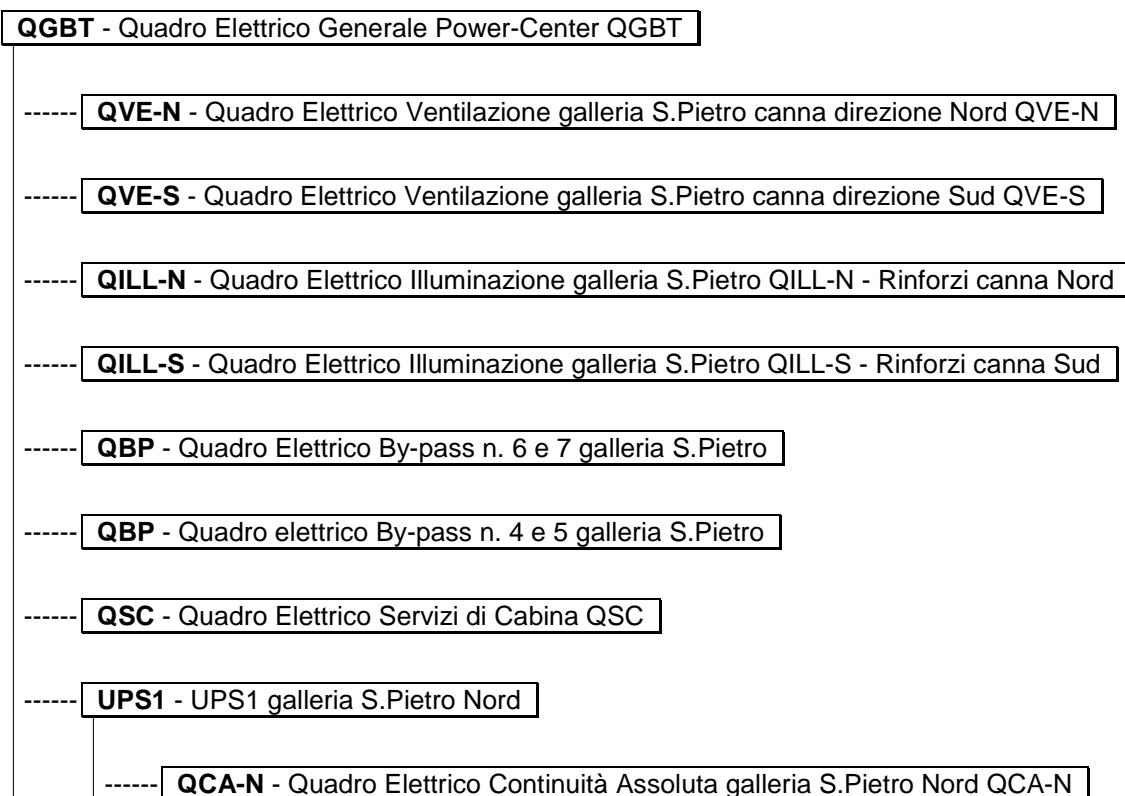 QGBT - Quadro Elettrico Generale Power-Center QGBT
------ QVE-N - Quadro Elettrico Ventilazione galleria S.Pietro canna direzione Nord QVE-N
------ QVE-S - Quadro Elettrico Ventilazione galleria S.Pietro canna direzione Sud QVE-S
------ QILL-N - Quadro Elettrico Illuminazione galleria S.Pietro QILL-N - Rinforzi canna Nord
------ QILL-S - Quadro Elettrico Illuminazione galleria S.Pietro QILL-S - Rinforzi canna Sud
------ QBP - Quadro Elettrico By-pass n. 6 e 7 galleria S.Pietro
------ QBP - Quadro elettrico By-pass n. 4 e 5 galleria S.Pietro
------ QSC - Quadro Elettrico Servizi di Cabina QSC
------ UPS1 - UPS1 galleria S.Pietro Nord
------ QCA-N - Quadro Elettrico Continuità Assoluta galleria S.Pietro Nord QCA-N